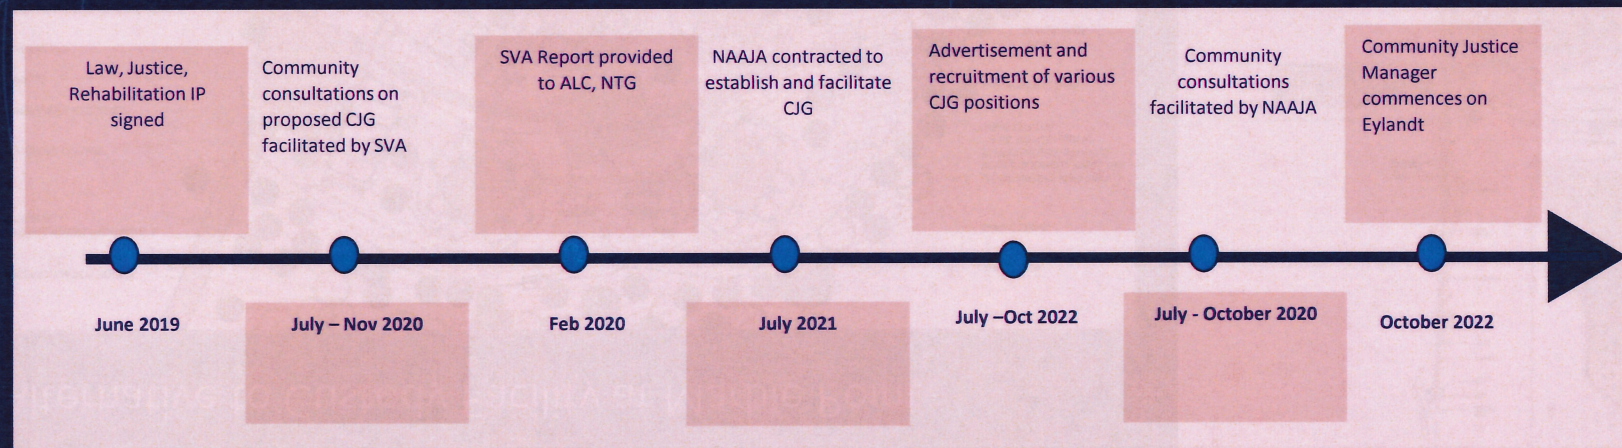 Law, Justice,
Rehabilitation IP
signed
Community
consultations on
proposed CJG
facilitated by SVA
SVA Report provided
to ALC, NTG
NAAJA contracted to
establish and facilitate
CJG
Advertisement and
recruitment of various
CJG positions
Community
consultations
facilitated by NAAJA
Community Justice
Manager
commences on
Eylandt
June 2019
July – Nov 2020
Feb 2020
July 2021
July –Oct 2022
July - October 2020
October 2022